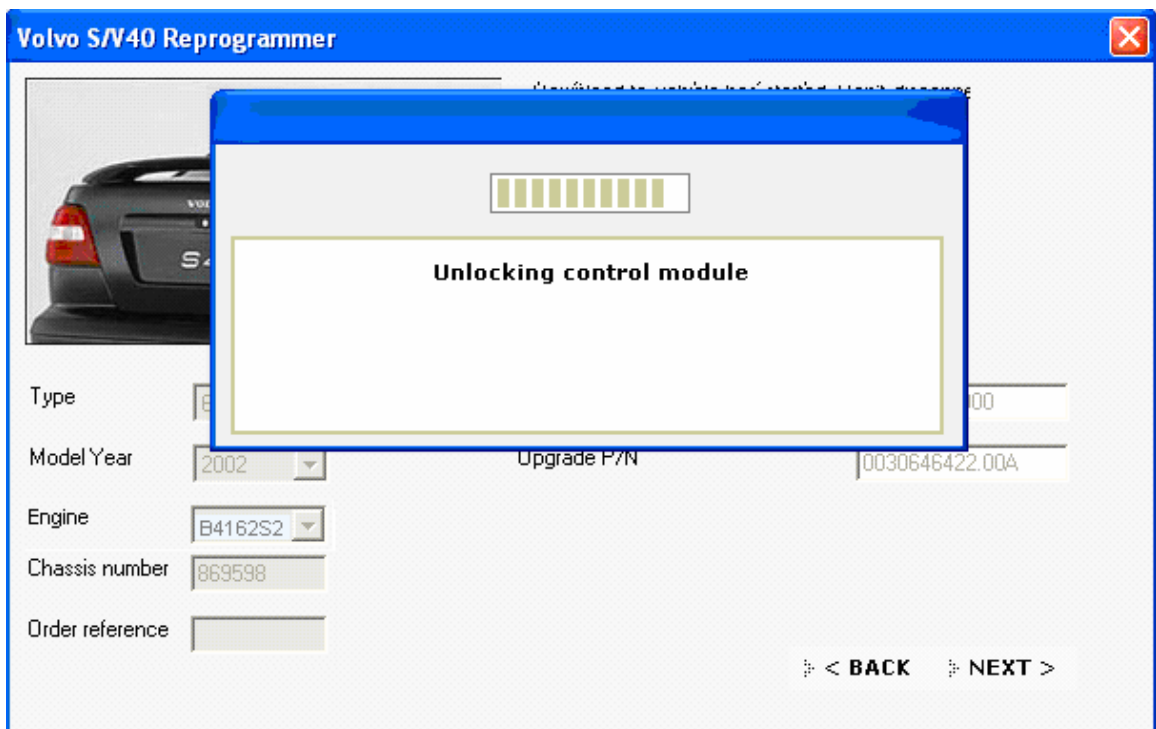 Volvo S/V40 Reprogrammer
Unlocking control module
Type
00
Model Year 2002 Upgrade P/N 0030646422.00A
Engine B4162S2
Chassis number 869598
Order reference
< BACK NEXT >